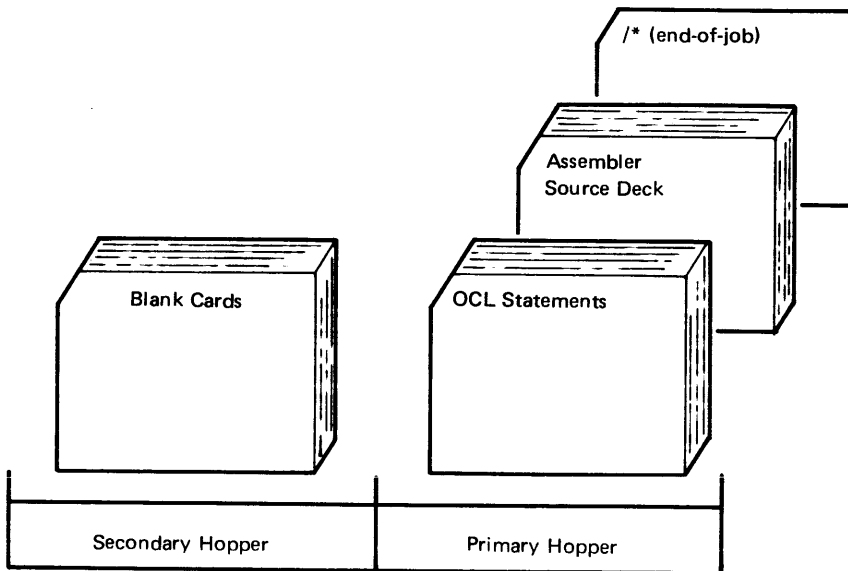 /* (end-of-job)
Assembler
Source Deck
Blank Cards
OCL Statements
Secondary Hopper
Primary Hopper